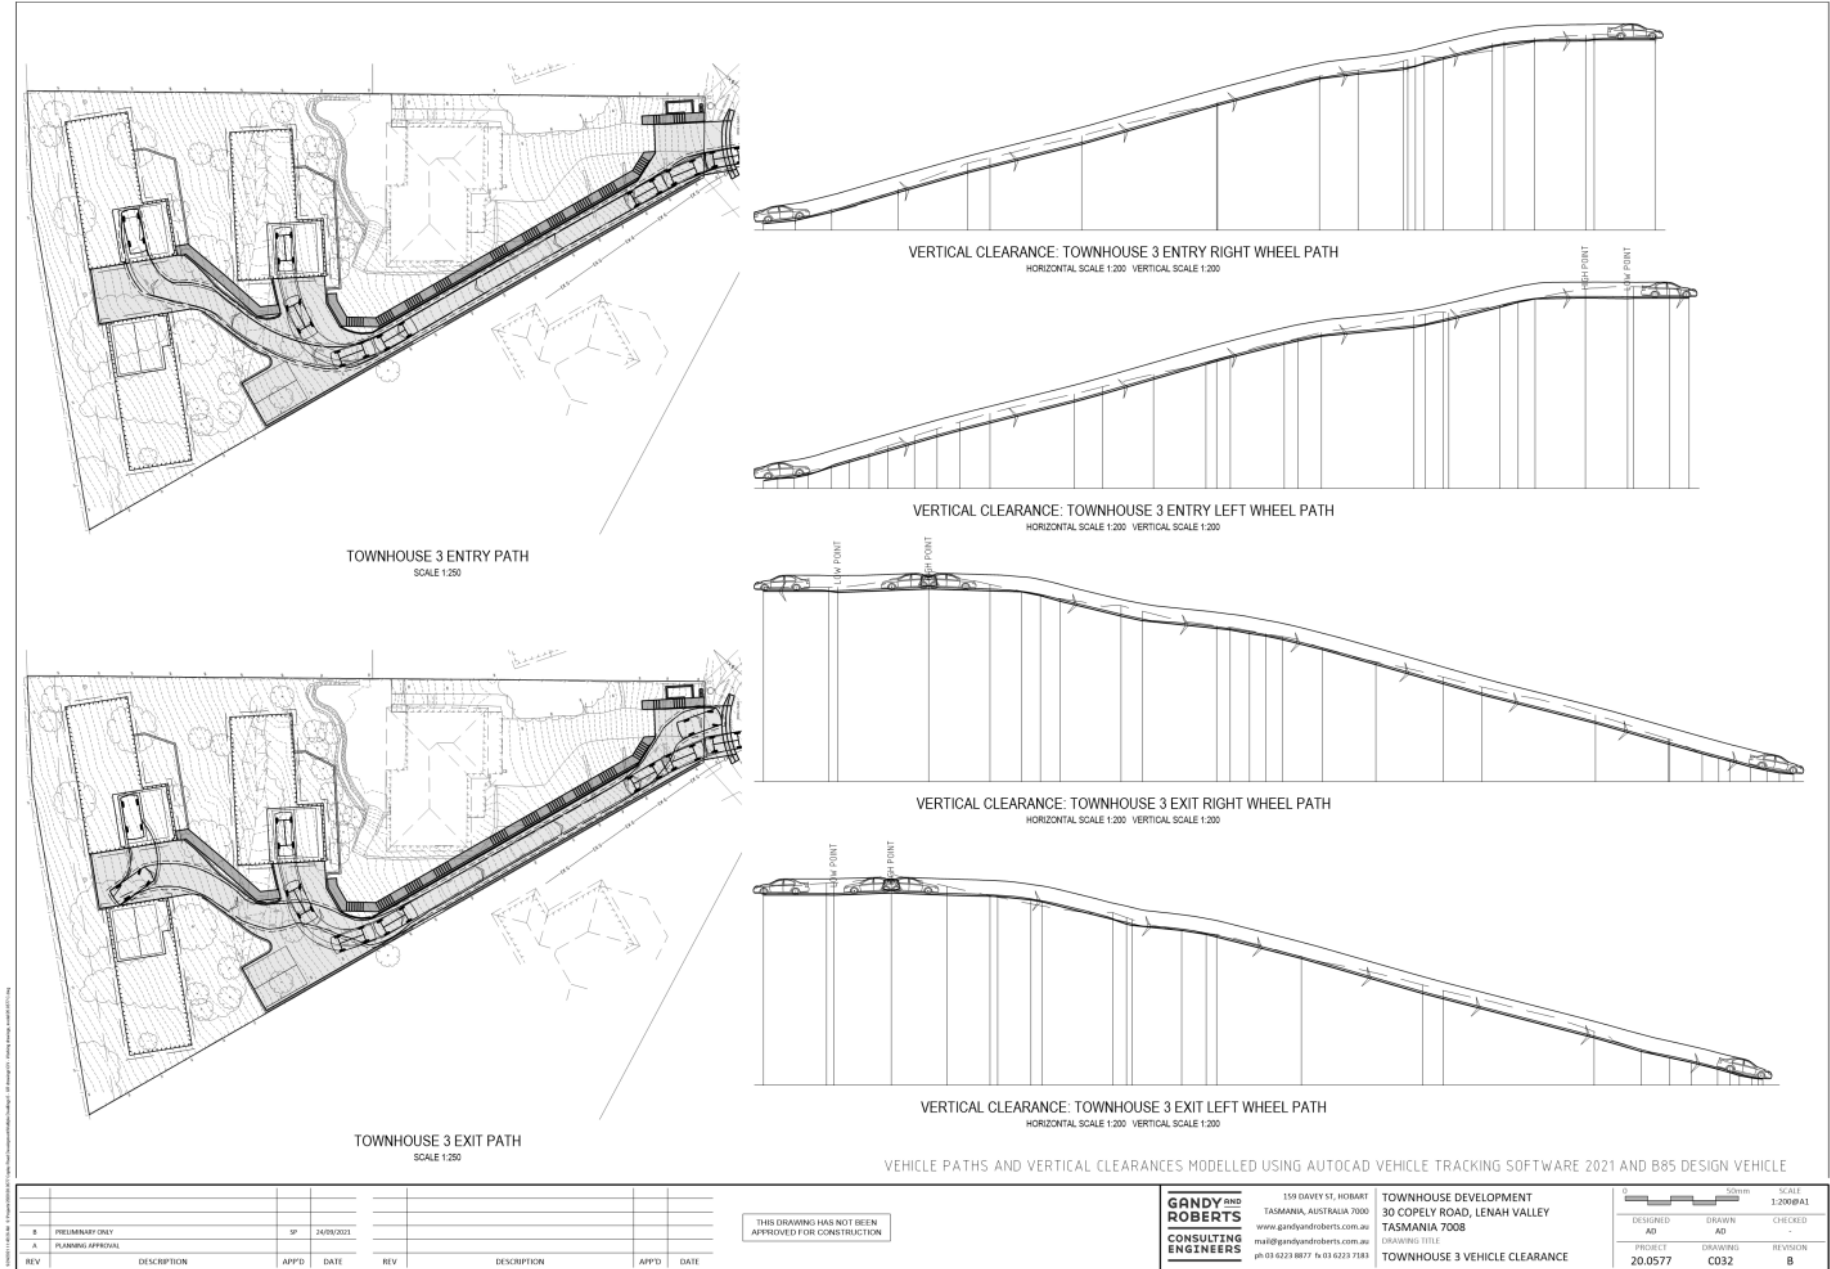 VERTICAL CLEARANCE: TOWNHOUSE 3 ENTRY RIGHT WHEEL PATH
HORIZONTAL SCALE 1:200 VERTICAL SCALE 1:200
HIGH POINT
LOW POINT
VERTICAL CLEARANCE: TOWNHOUSE 3 ENTRY LEFT WHEEL PATH
HORIZONTAL SCALE 1:200 VERTICAL SCALE 1:200
TOWNHOUSE 3 ENTRY PATH
SCALE 1:250
LOW POINT
HIGH POINT
VERTICAL CLEARANCE: TOWNHOUSE 3 EXIT RIGHT WHEEL PATH
HORIZONTAL SCALE 1:200 VERTICAL SCALE 1:200
LOW POINT
HIGH POINT
VERTICAL CLEARANCE: TOWNHOUSE 3 EXIT LEFT WHEEL PATH
HORIZONTAL SCALE 1:200 VERTICAL SCALE 1:200
TOWNHOUSE 3 EXIT PATH
SCALE 1:250
VEHICLE PATHS AND VERTICAL CLEARANCES MODELLED USING AUTOCAD VEHICLE TRACKING SOFTWARE 2021 AND B85 DESIGN VEHICLE
B PRELIMINARY ONLY SP 24/09/2021
A PLANNING APPROVAL
REV DESCRIPTION APP'D DATE
REV DESCRIPTION APP'D DATE
THIS DRAWING HAS NOT BEEN
APPROVED FOR CONSTRUCTION
GANDY AND
ROBERTS
CONSULTING
ENGINEERS
159 DAVEY ST, HOBART
TASMANIA, AUSTRALIA 7000
www.gandyandroberts.com.au
mail@gandyandroberts.com.au
ph 03 6223 8877 fx 03 6223 7183
TOWNHOUSE DEVELOPMENT
30 COPELY ROAD, LENAH VALLEY
TASMANIA 7008
DRAWING TITLE
TOWNHOUSE 3 VEHICLE CLEARANCE
0 50mm
SCALE
1:200@A1
DESIGNED DRAWN CHECKED
AD AD -
PROJECT DRAWING REVISION
20.0577 C032 B